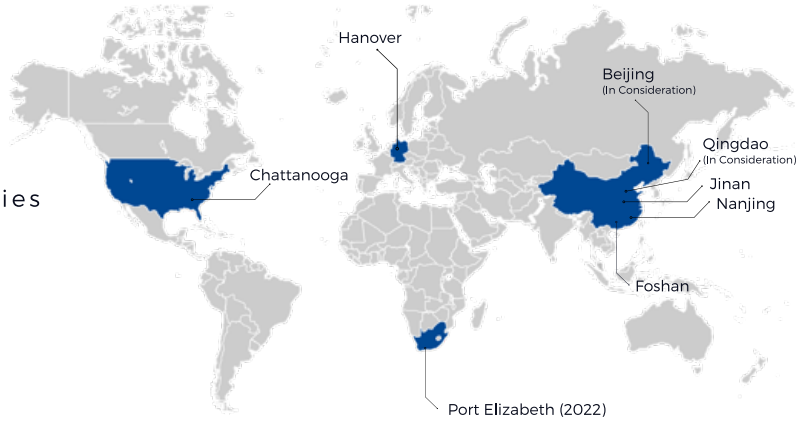 Hanover
Beijing
(In Consideration)
Qingdao
(In Consideration)
Chattanooga
Jinan
ies
Nanjing
Foshan
Port Elizabeth (2022)